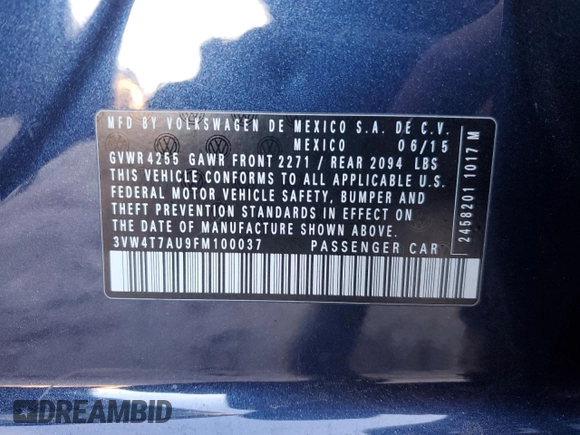 MFD BY VOLKSWAGEN DE MEXICO S.A. DE C.V.
MEXICO 06/15
GVWR 4255 GAWR FRONT 2271 / REAR 2094 LBS
THIS VEHICLE CONFORMS TO ALL APPLICABLE U.S.
FEDERAL MOTOR VEHICLE SAFETY, BUMPER AND
THEFT PREVENTION STANDARDS IN EFFECT ON
THE DATE OF MANUFACTURE SHOWN ABOVE.
3VW4T7AU9FM100037 PASSENGER CAR
2458201 1017 M
DREAMBID